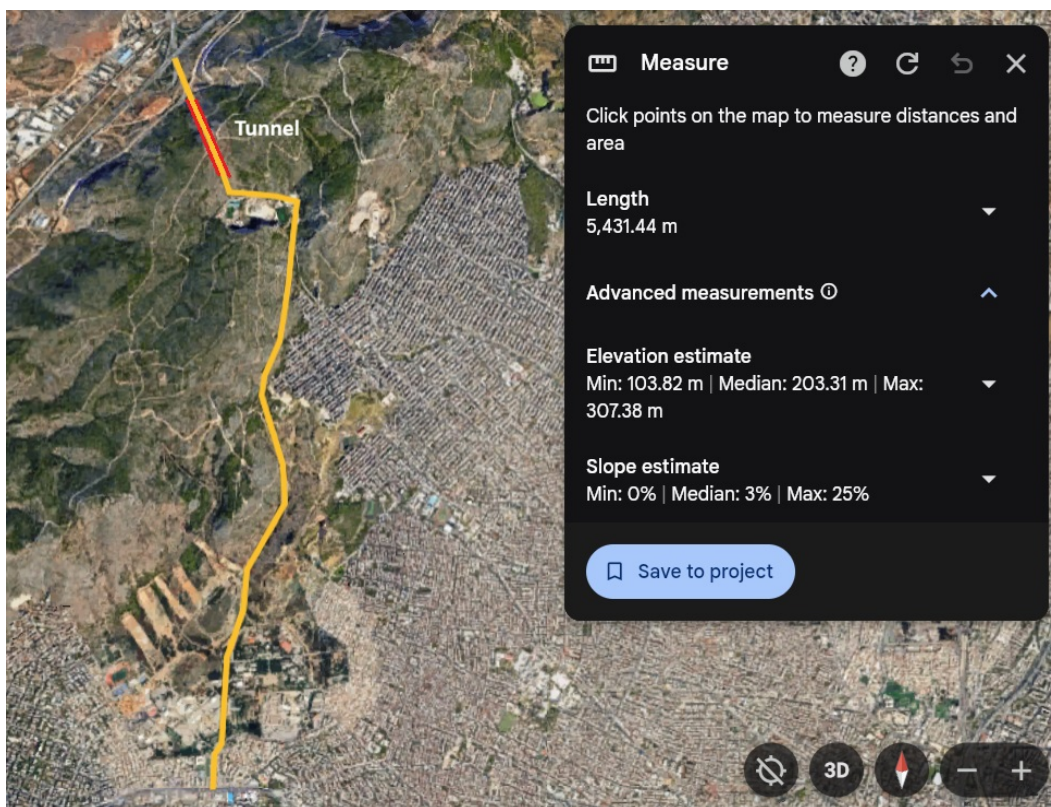 Measure
Click points on the map to measure distances and
area
Tunnel
Length
5,431.44 m
Advanced measurements
Elevation estimate
Min: 103.82 m | Median: 203.31 m | Max:
307.38 m
Slope estimate
Min: 0% | Median: 3% | Max: 25%
Save to project
3D